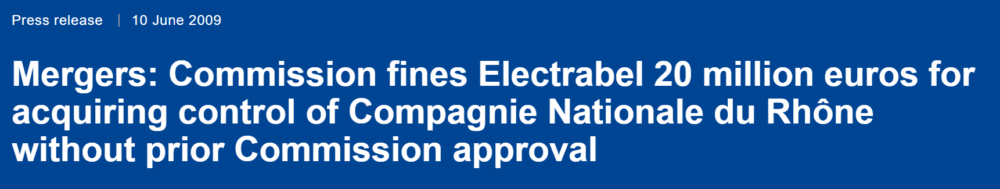 Press release | 10 June 2009
Mergers: Commission fines Electrabel 20 million euros for
acquiring control of Compagnie Nationale du Rhône
without prior Commission approval